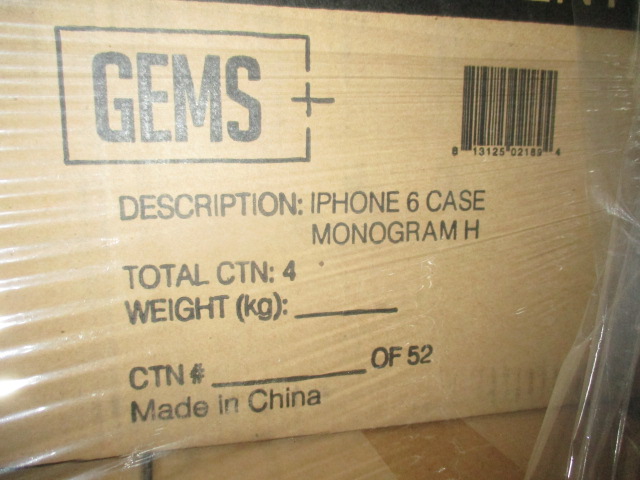 GEMS+
8 13125 02189 4
DESCRIPTION: IPHONE 6 CASE
MONOGRAM H
TOTAL CTN: 4
WEIGHT (kg):
CTN # OF 52
Made in China